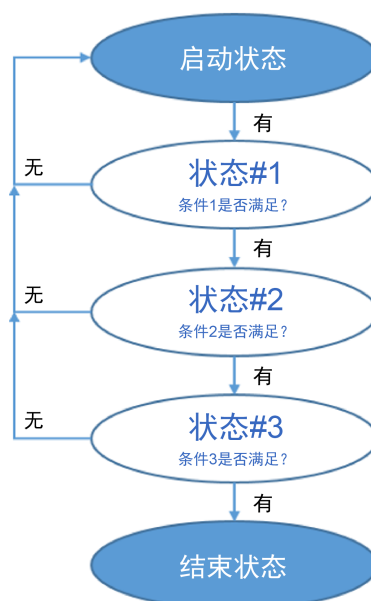 启动状态
有
无
状态#1
条件1是否满足?
有
无
状态#2
条件2是否满足?
有
无
状态#3
条件3是否满足?
有
结束状态